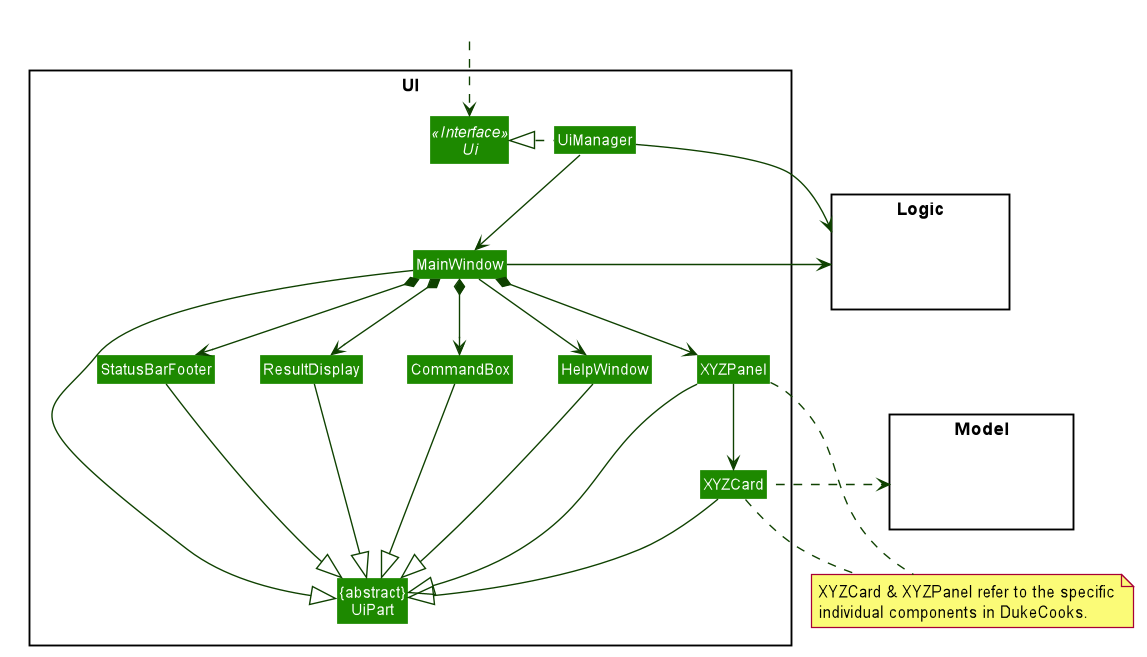 UI
«Interface»
Ui
UiManager
Logic
MainWindow
StatusBarFooter
ResultDisplay
CommandBox
HelpWindow
XYZPanel
Model
XYZCard
{abstract}
UiPart
XYZCard & XYZPanel refer to the specific
individual components in DukeCooks.